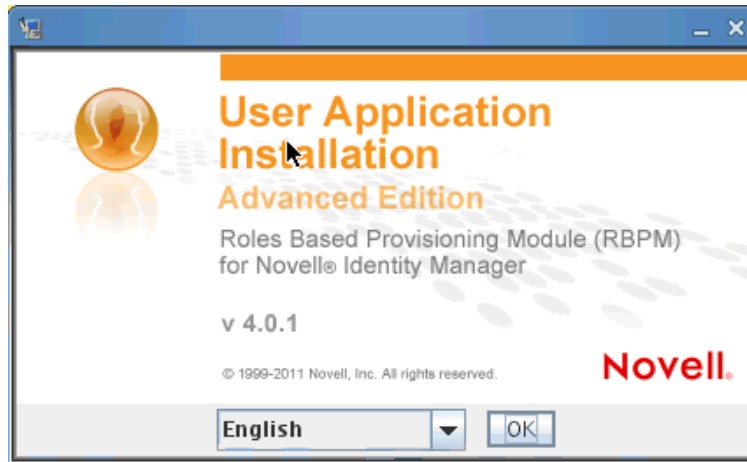 User Application
Installation
Advanced Edition
Roles Based Provisioning Module (RBPM)
for Novell® Identity Manager
v 4.0.1
© 1999-2011 Novell, Inc. All rights reserved.
Novell®
English
OK